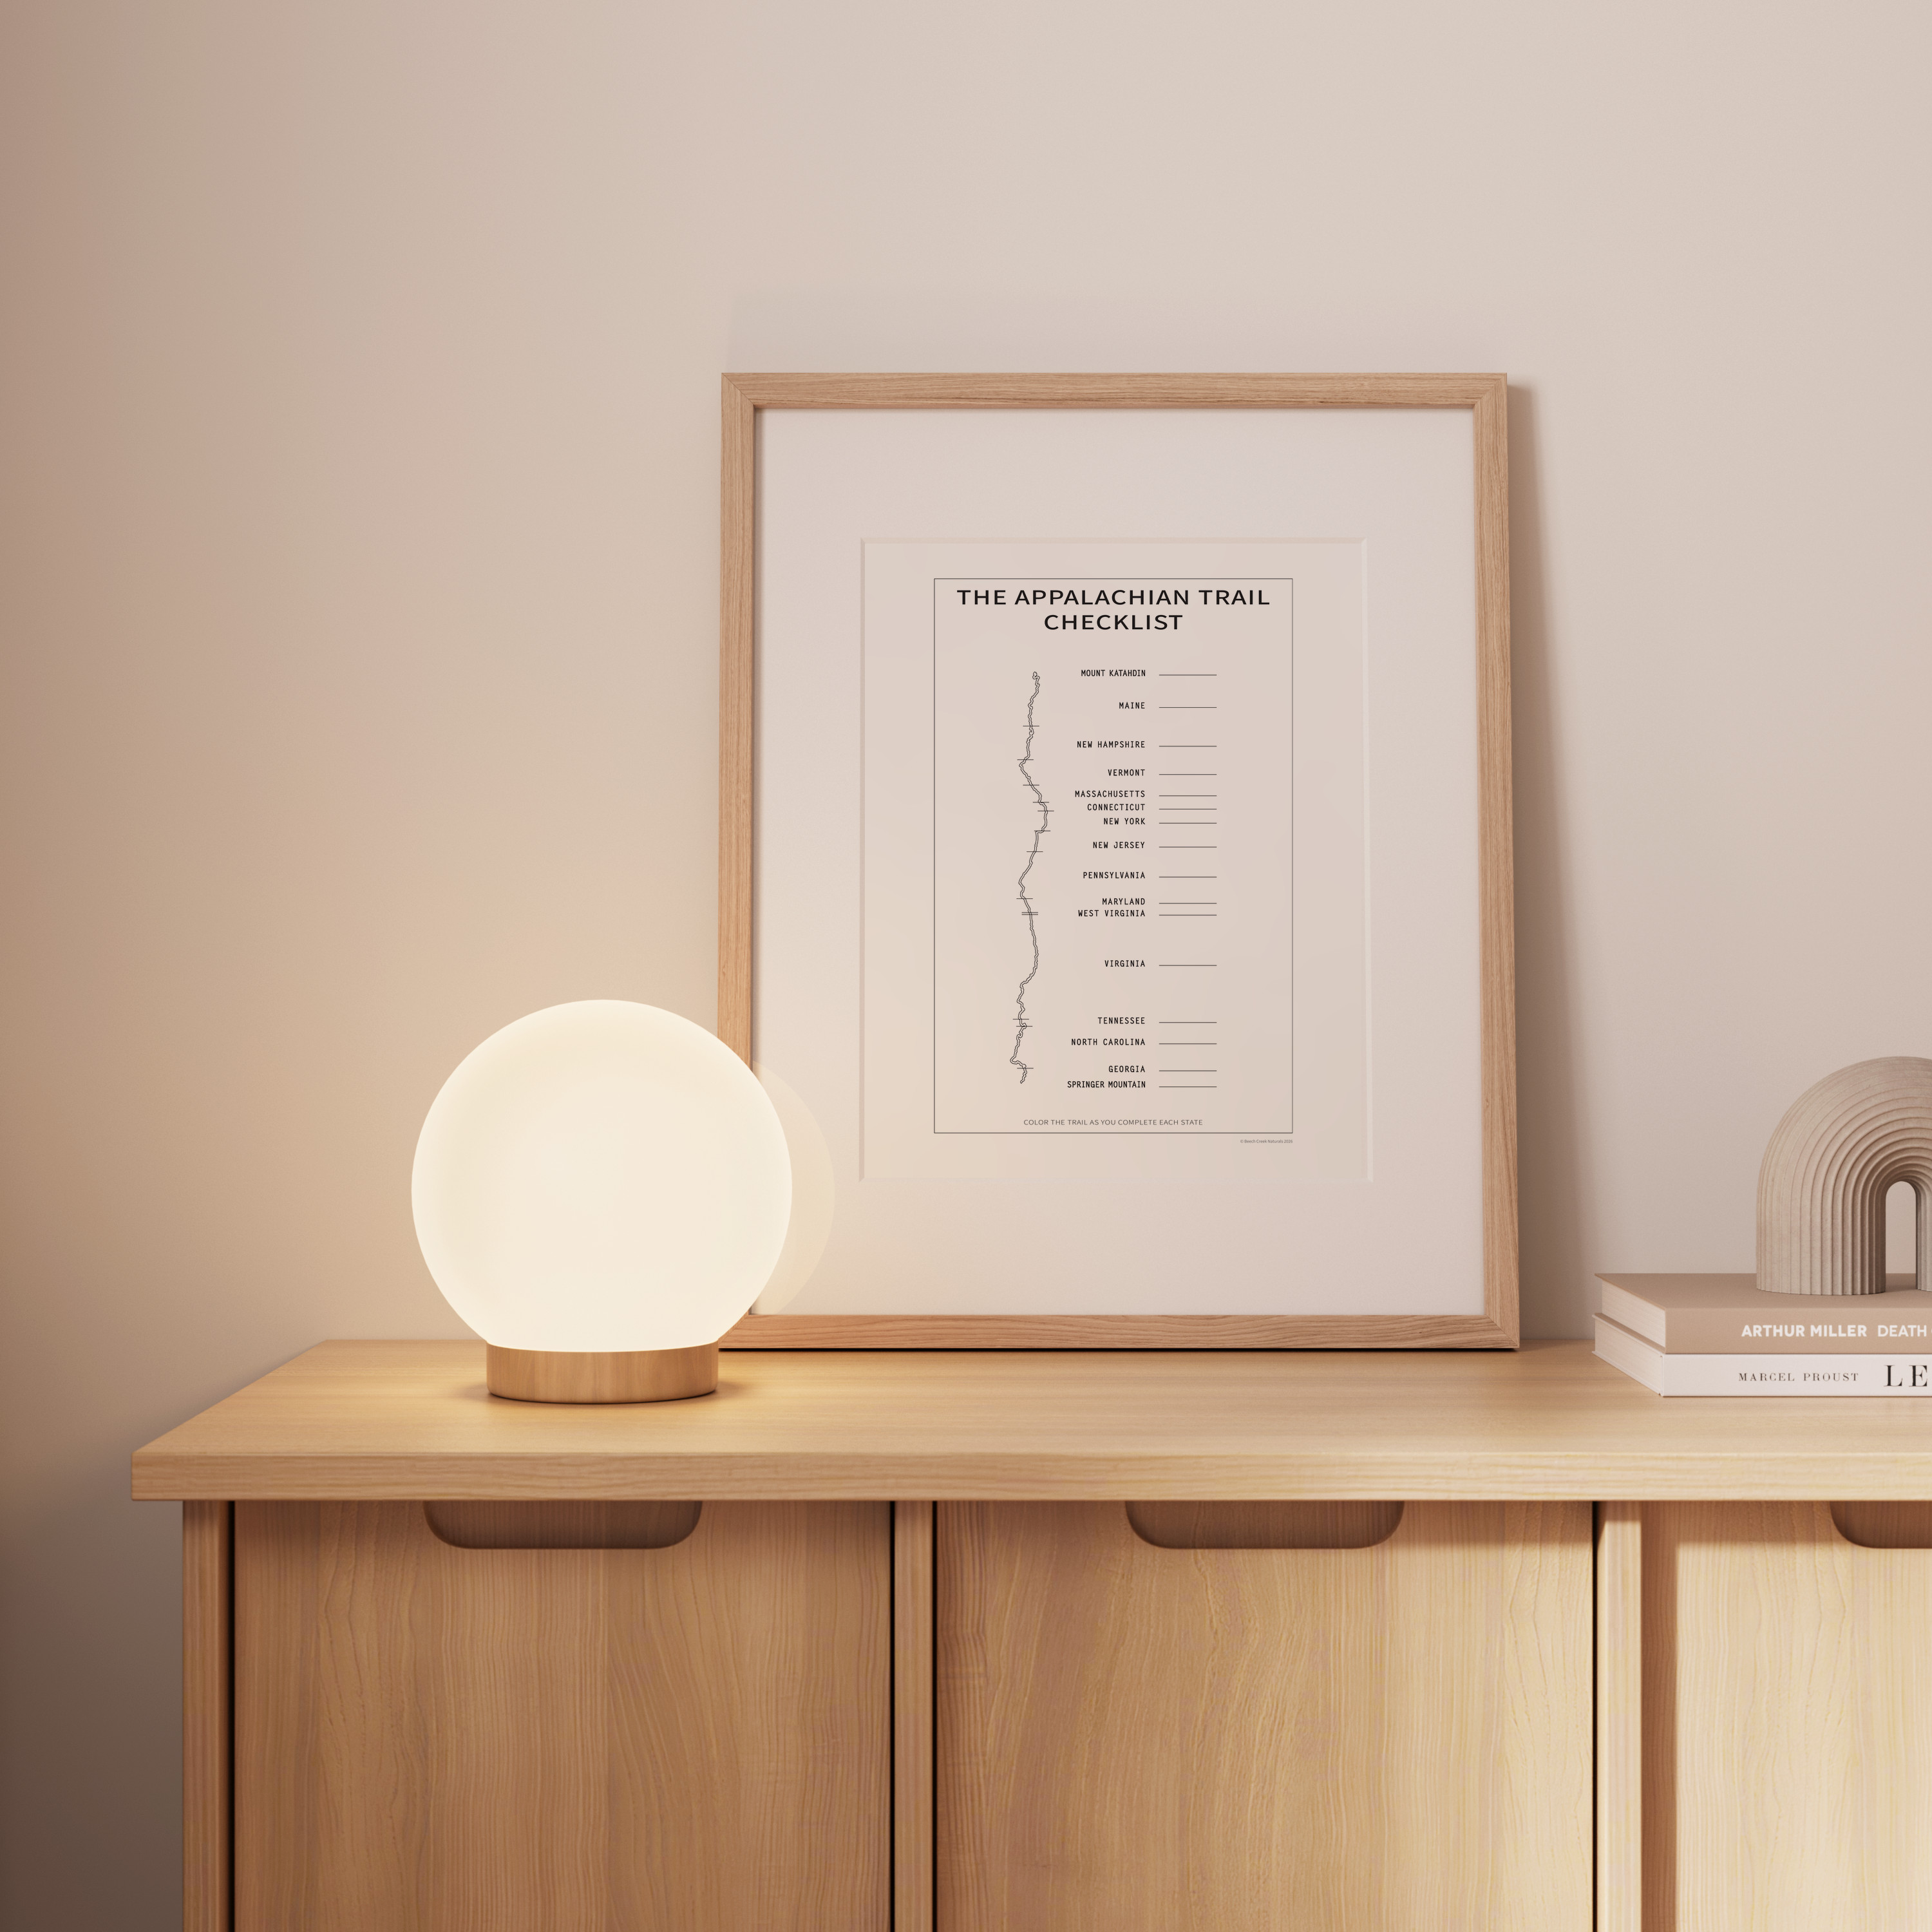 THE APPALACHIAN TRAIL
CHECKLIST
MOUNT KATAHDIN
MAINE
NEW HAMPSHIRE
VERMONT
MASSACHUSETTS
CONNECTICUT
NEW YORK
NEW JERSEY
PENNSYLVANIA
MARYLAND
WEST VIRGINIA
VIRGINIA
TENNESSEE
NORTH CAROLINA
GEORGIA
SPRINGER MOUNTAIN
COLOR THE TRAIL AS YOU COMPLETE EACH STATE
ARTHUR MILLER DEATH
MARCEL PROUST LE